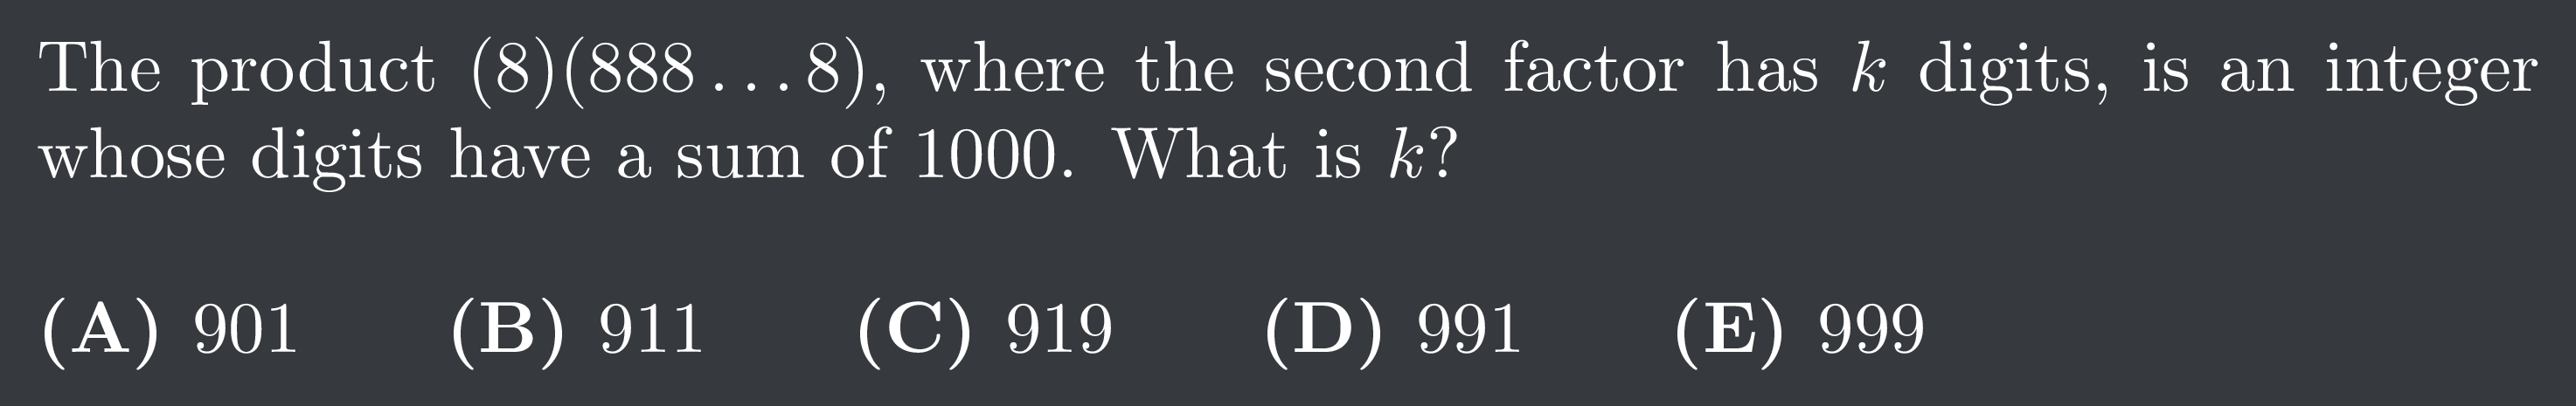 The product (8)(888...8), where the second factor has k digits, is an integer
whose digits have a sum of 1000. What is k?
(A) 901 (B) 911 (C) 919 (D) 991 (E) 999